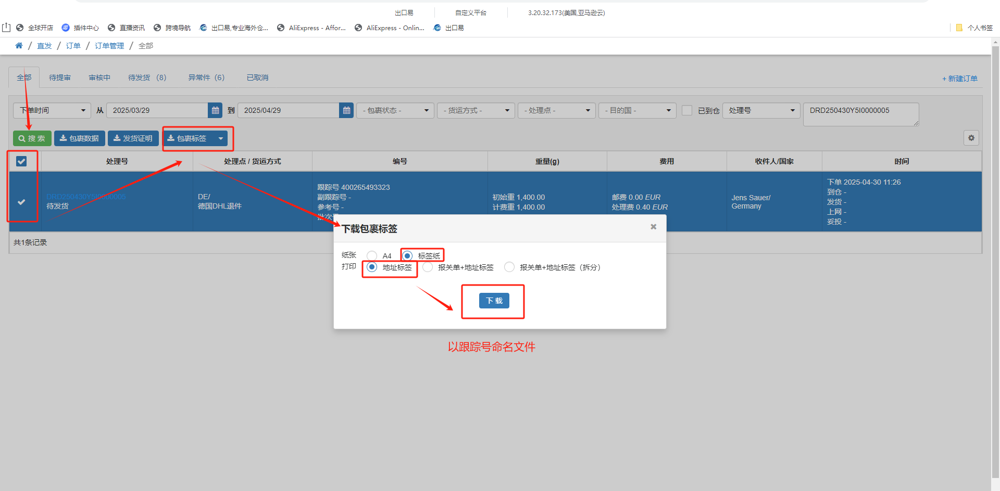 出口易 自定义平台 3.20.32.173(美国,亚马逊云)
全球开店 插件中心 直播资讯 跨境导航 出口易,专业海外仓... AliExpress - Affor... AliExpress - Onlin... 出口易 个人书签
/ 直发 / 订单 / 订单管理 / 全部
全部 待提审 审核中 待发货 （8） 异常件（6） 已取消 + 新建订单
下单时间 从 2025/03/29 到 2025/04/29 - 包裹状态 - - 货运方式 - - 处理点 - - 目的国 - 已到仓 处理号 DRD250430Y5I0000005
搜 索 包裹数据 发货证明 包裹标签
处理号 处理点 / 货运方式 编号 重量(g) 费用 收件人/国家 时间
DRD250430Y5I0000005
待发货
DE/
德国DHL退件
跟踪号 400265493323
副跟踪号 -
参考号 -
批次
初始重 1,400.00
计费重 1,400.00
邮费 0.00 EUR
处理费 0.40 EUR
Jens Sauer/
Germany
下单 2025-04-30 11:26
到仓 -
发货 -
上网 -
妥投 -
共1条记录
下载包裹标签
纸张 A4 标签纸
打印 地址标签 报关单+地址标签 报关单+地址标签（拆分）
下 载
以跟踪号命名文件